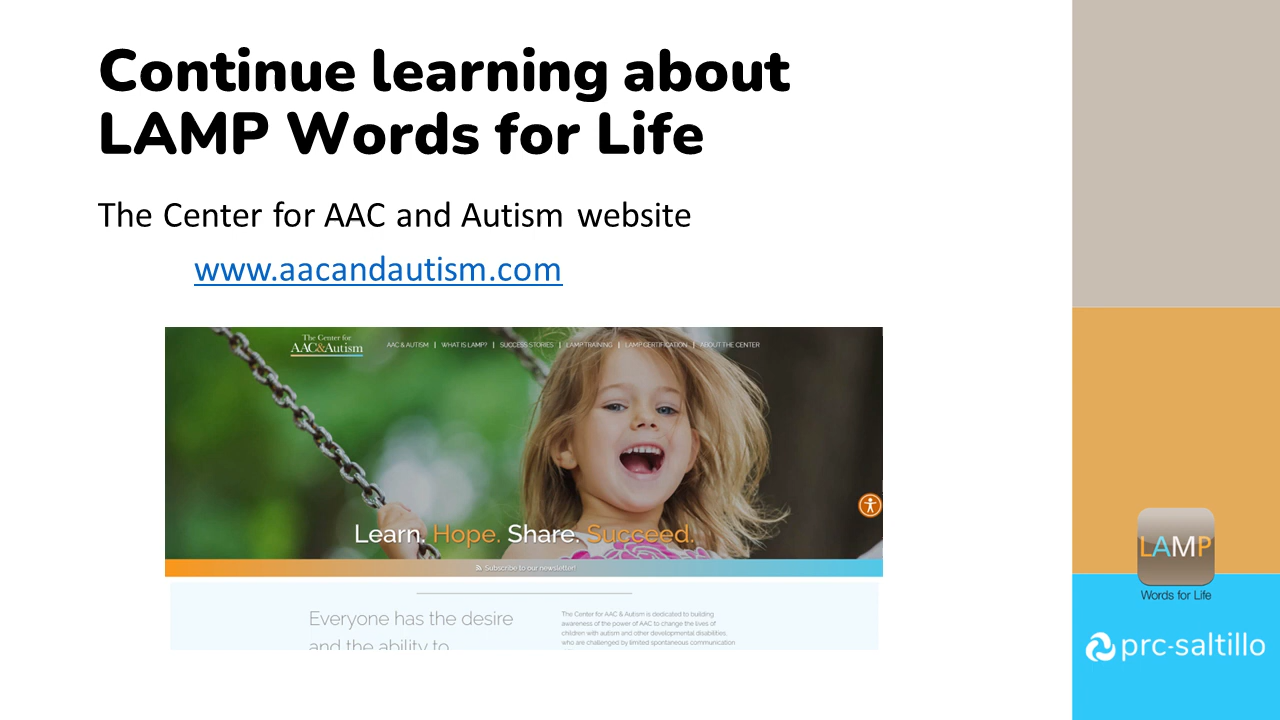 Continue learning about
LAMP Words for Life
The Center for AAC and Autism website
www.aacandautism.com
The Center for
AAC&Autism
AAC & AUTISM | WHAT IS LAMP? | SUCCESS STORIES | LAMP TRAINING | LAMP CERTIFICATION | ABOUT THE CENTER
Learn. Hope. Share. Succeed.
Subscribe to our newsletter!
Everyone has the desire
and the ability to
The Center for AAC & Autism is dedicated to building
awareness of the power of AAC to change the lives of
children with autism and other developmental disabilities,
who are challenged by limited spontaneous communication
LAMP
Words for Life
prc-saltillo